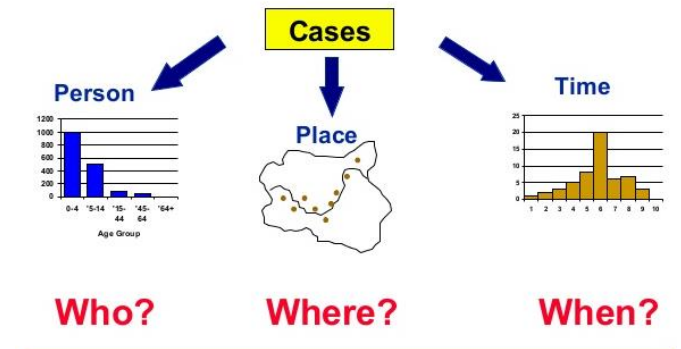 Cases
Person
Place
Time
1200
1000
800
600
400
200
0
0-4 '5-14 '15- '45- '64+
44 64
Age Group
25
20
15
10
5
0
1 2 3 4 5 6 7 8 9 10
Who? Where? When?